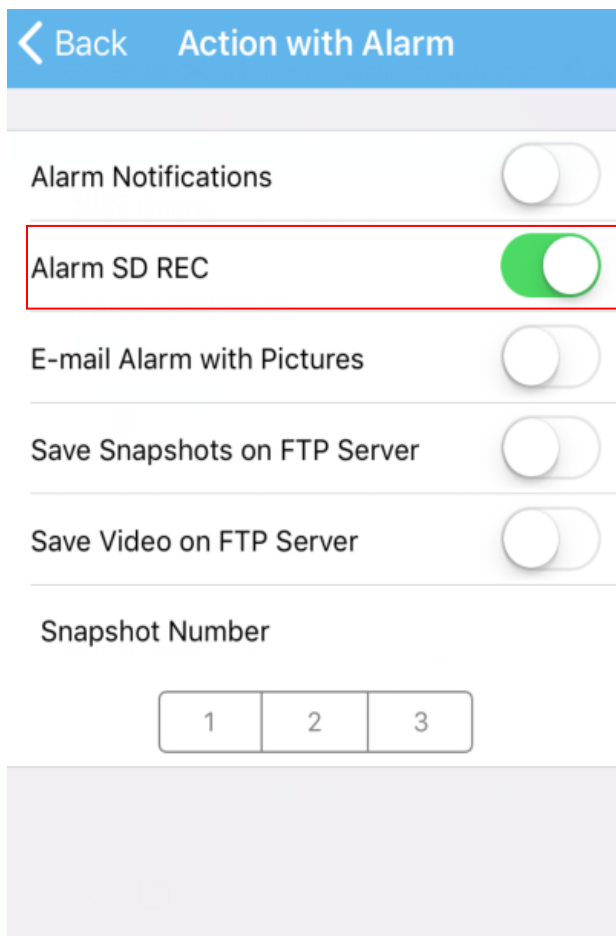 Back Action with Alarm
Alarm Notifications
Alarm SD REC
E-mail Alarm with Pictures
Save Snapshots on FTP Server
Save Video on FTP Server
Snapshot Number
1 2 3